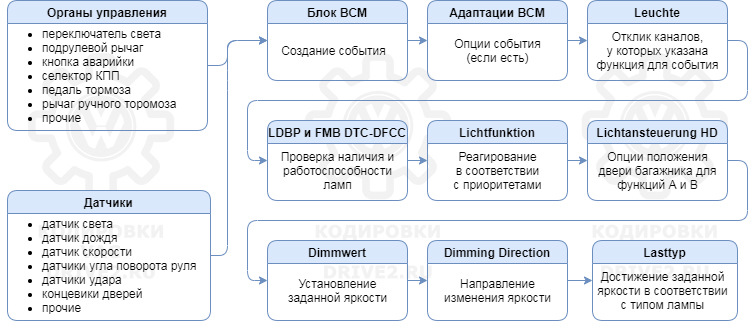 Органы управления
переключатель света
подрулевой рычаг
кнопка аварийки
селектор КПП
педаль тормоза
рычаг ручного торомоза
прочие
Блок BCM
Создание события
Адаптации BCM
Опции события
(если есть)
Leuchte
Отклик каналов,
у которых указана
функция для события
LDBP и FMB DTC-DFCC
Проверка наличия и
работоспособности
ламп
Lichtfunktion
Реагирование
в соответствии
с приоритетами
Lichtansteuerung HD
Опции положения
двери багажника для
функций A и B
Датчики
датчик света
датчик дождя
датчик скорости
датчики угла поворота руля
датчики удара
концевики дверей
прочие
Dimmwert
Установление
заданной яркости
Dimming Direction
Направление
изменения яркости
Lasttyp
Достижение заданной
яркости в соответствии
с типом лампы
КОДИРОВКИ
КОДИРОВКИ
DRIVE2.RU